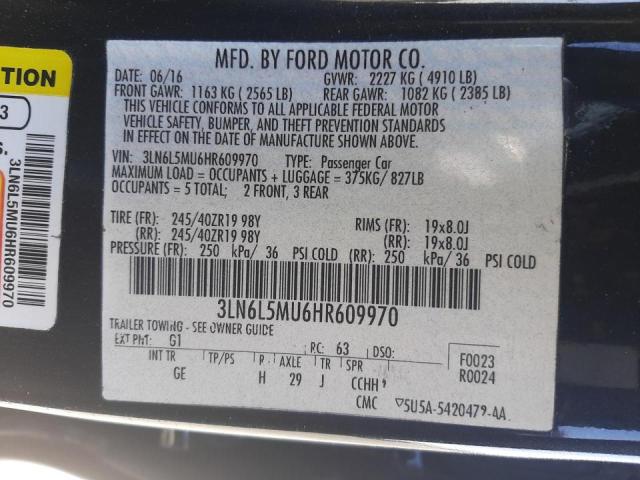 TION
3
S.
3LN6L5MU6HR609970
MFD. BY FORD MOTOR CO.
DATE: 06/16 GVWR: 2227 KG ( 4910 LB)
FRONT GAWR: 1163 KG ( 2565 LB) REAR GAWR: 1082 KG ( 2385 LB)
THIS VEHICLE CONFORMS TO ALL APPLICABLE FEDERAL MOTOR
VEHICLE SAFETY, BUMPER, AND THEFT PREVENTION STANDARDS
IN EFFECT ON THE DATE OF MANUFACTURE SHOWN ABOVE.
VIN: 3LN6L5MU6HR609970 TYPE: Passenger Car
MAXIMUM LOAD = OCCUPANTS + LUGGAGE = 375KG/ 827LB
OCCUPANTS = 5 TOTAL; 2 FRONT, 3 REAR
TIRE (FR): 245/40ZR19 98Y RIMS (FR): 19x8.0J
(RR): 245/40ZR19 98Y (RR): 19x8.0J
PRESSURE (FR): 250 kPa/ 36 PSI COLD (RR): 250 kPa/ 36 PSI COLD
3LN6L5MU6HR609970
TRAILER TOWING - SEE OWNER GUIDE
EXT PNT: G1 RC: 63 DSO: F0023
INT TR TP/PS R AXLE TR SPR R0024
GE H 29 J CCHH
CMC ▽5U5A-5420479-AA